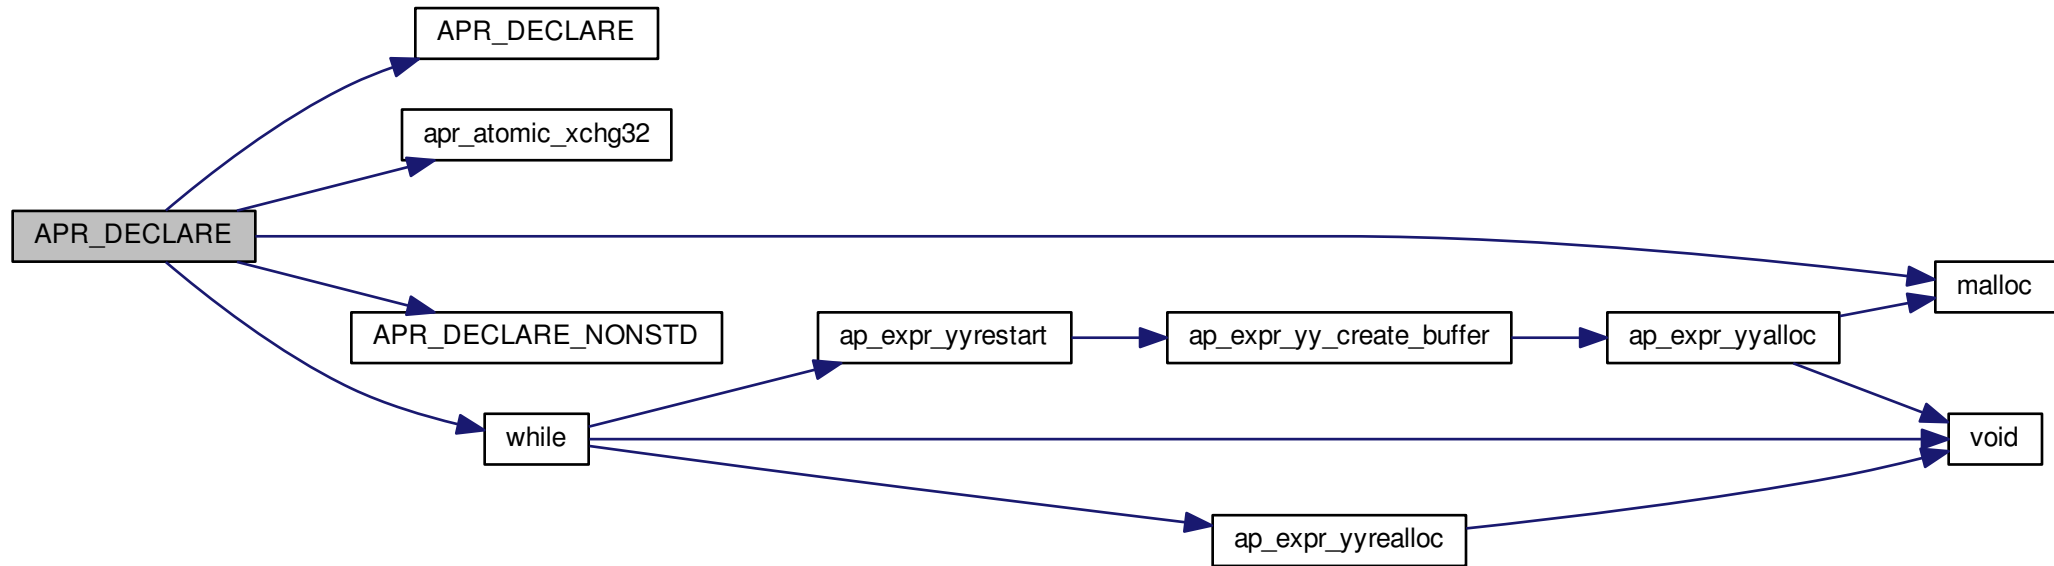 APR_DECLARE
apr_atomic_xchg32
APR_DECLARE
malloc
APR_DECLARE_NONSTD
ap_expr_yyrestart
ap_expr_yy_create_buffer
ap_expr_yyalloc
while
void
ap_expr_yyrealloc